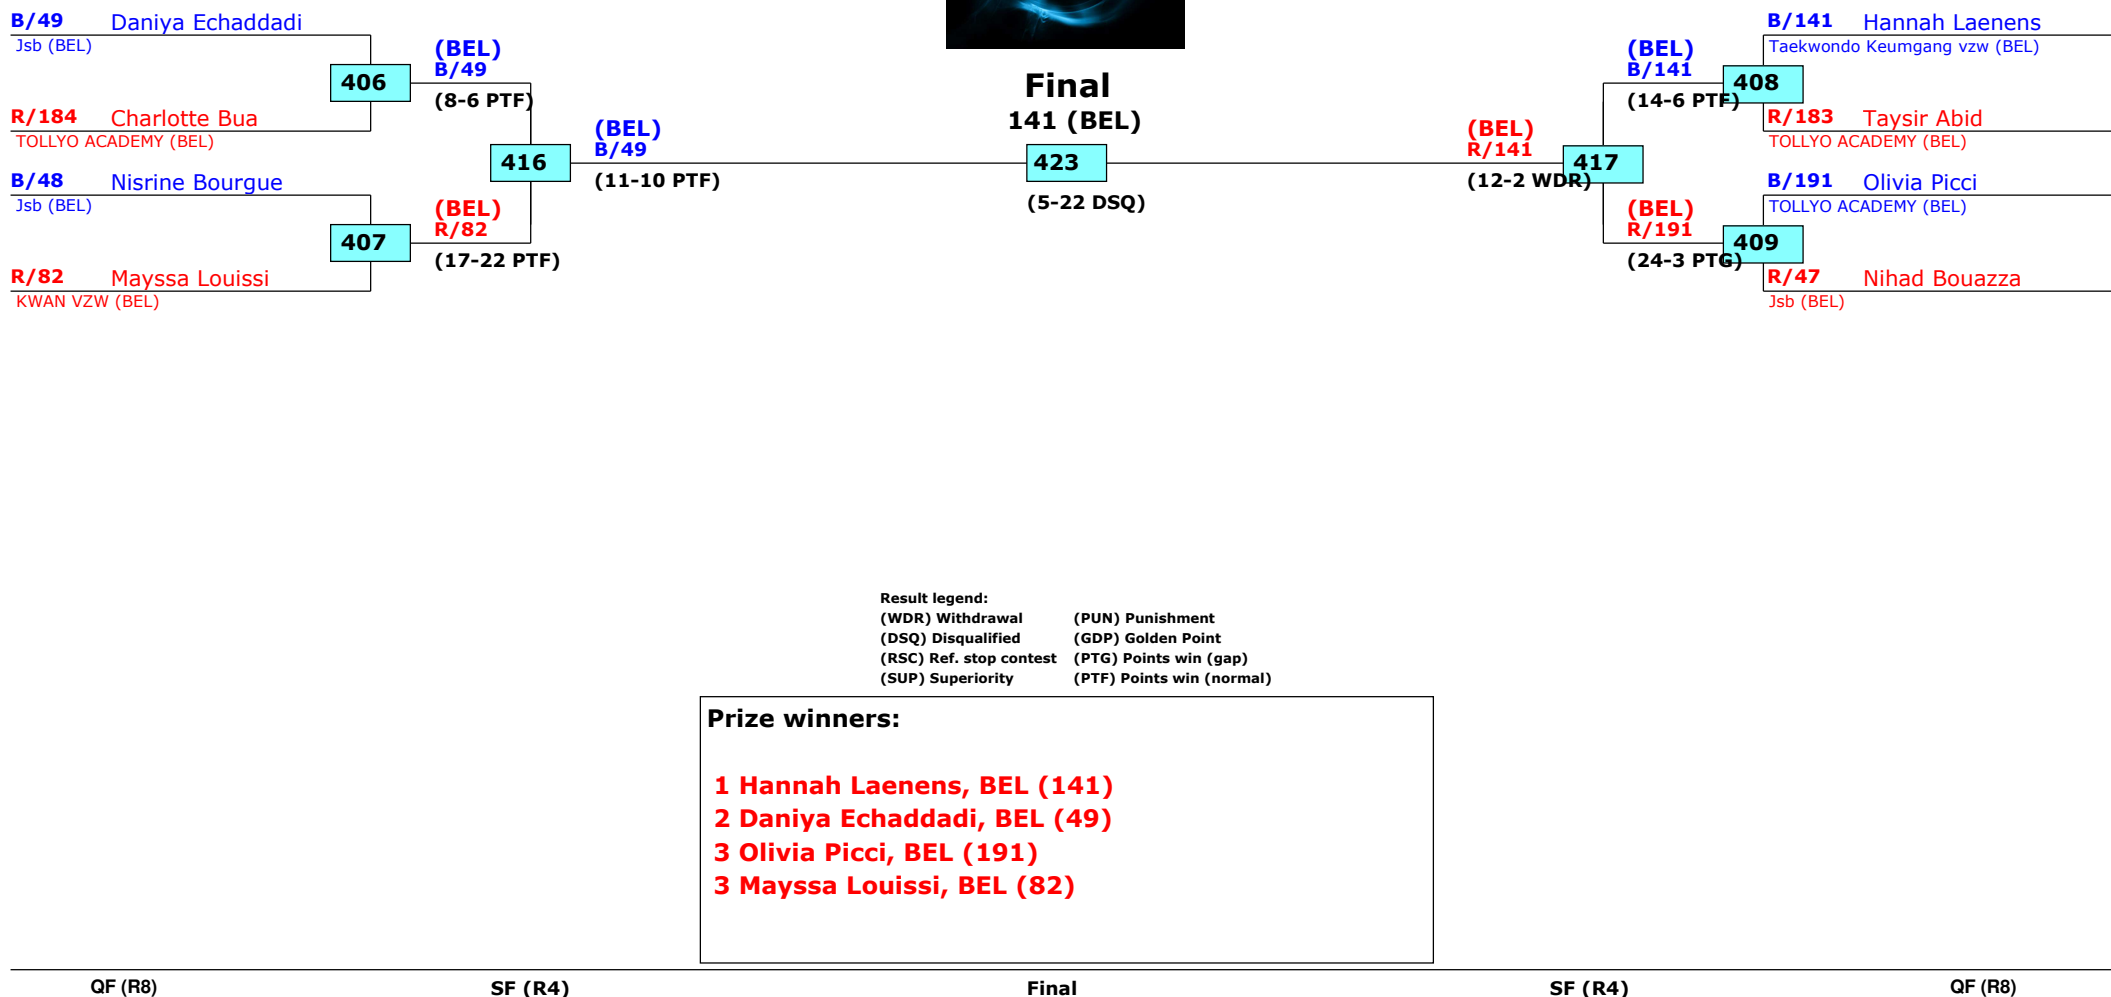 B/49 Daniya Echaddadi
Jsb (BEL)
406
R/184 Charlotte Bua
TOLLYO ACADEMY (BEL)
B/48 Nisrine Bourgue
Jsb (BEL)
407
R/82 Mayssa Louissi
KWAN VZW (BEL)
(BEL)
B/49
(8-6 PTF)
416
(BEL)
R/82
(17-22 PTF)
(BEL)
B/49
(11-10 PTF)
Final
141 (BEL)
423
(5-22 DSQ)
(BEL)
R/141
(12-2 WDR)
417
(BEL)
B/141
(14-6 PTF)
(BEL)
R/191
(24-3 PTG)
B/141 Hannah Laenens
Taekwondo Keumgang vzw (BEL)
408
R/183 Taysir Abid
TOLLYO ACADEMY (BEL)
B/191 Olivia Picci
TOLLYO ACADEMY (BEL)
409
R/47 Nihad Bouazza
Jsb (BEL)
Result legend:
(WDR) Withdrawal (PUN) Punishment
(DSQ) Disqualified (GDP) Golden Point
(RSC) Ref. stop contest (PTG) Points win (gap)
(SUP) Superiority (PTF) Points win (normal)
Prize winners:
1 Hannah Laenens, BEL (141)
2 Daniya Echaddadi, BEL (49)
3 Olivia Picci, BEL (191)
3 Mayssa Louissi, BEL (82)
QF (R8) SF (R4) Final SF (R4) QF (R8)